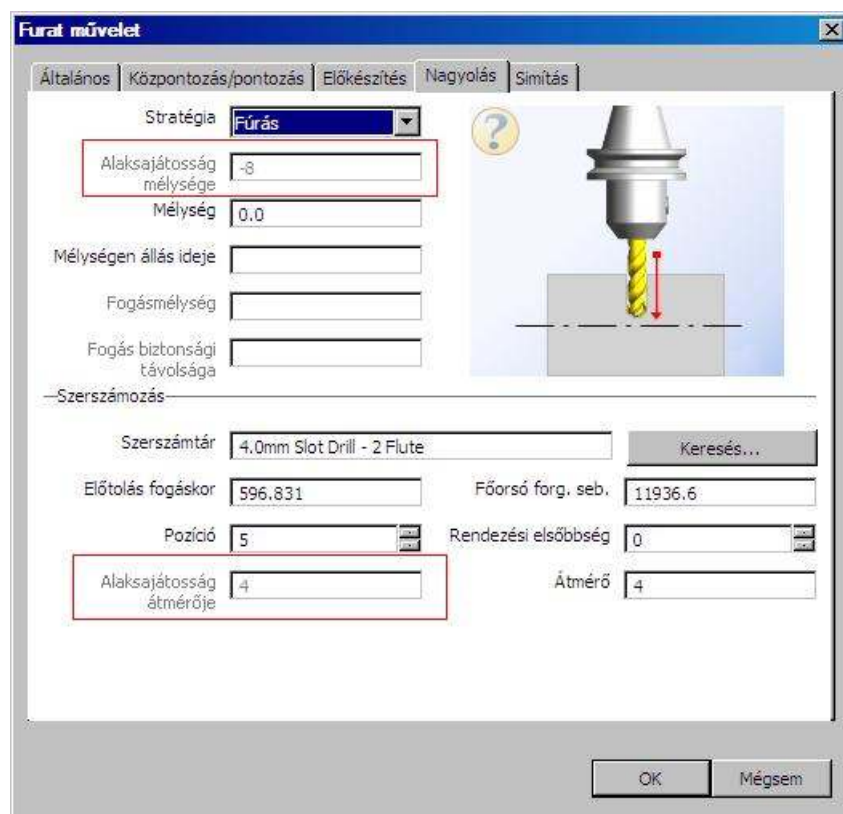 Furat művelet
Általános Központozás/pontozás Előkészítés Nagyolás Simítás
Stratégia Fúrás
?
Alaksajátosság
mélysége -8
Mélység 0.0
Mélységen állás ideje
Fogásmélység
Fogás biztonsági
távolsága
Szerszámozás
Szerszámtár 4.0mm Slot Drill - 2 Flute Keresés...
Előtolás fogáskor 596.831 Főorsó forg. seb. 11936.6
Pozíció 5 Rendezési elsőbbség 0
Alaksajátosság
átmérője 4 Átmérő 4
OK Mégsem